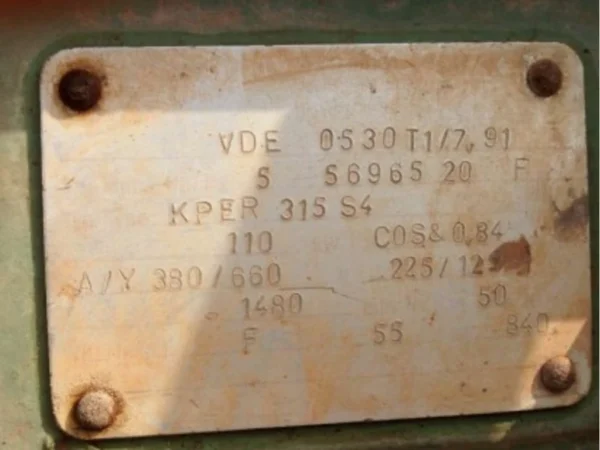 VDE 0530 T1/7.91
5 56965 20 F
KPER 315 S4
110 COS& 0,84
A/Y 380/660 225/129
1480 50
F 55 840